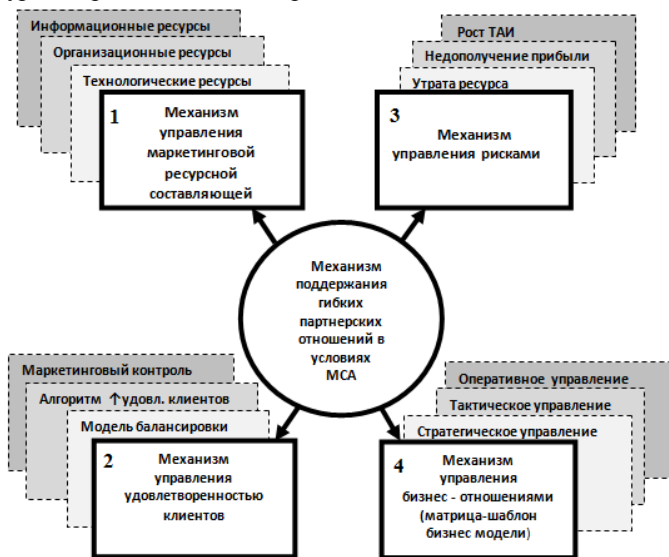 Информационные ресурсы
Организационные ресурсы
Технологические ресурсы
1
Механизм
управления
маркетинговой
ресурсной
составляющей
Рост ТАИ
Недополучение прибыли
Утрата ресурса
3
Механизм
управления рисками
Механизм
поддержания
гибких
партнерских
отношений в
условиях
МСА
Маркетинговый контроль
Алгоритм ↑удовл. клиентов
Модель балансировки
2
Механизм
управления
удовлетворенностью
клиентов
Оперативное управление
Тактическое управление
Стратегическое управление
4
Механизм
управления
бизнес - отношениями
(матрица-шаблон
бизнес модели)